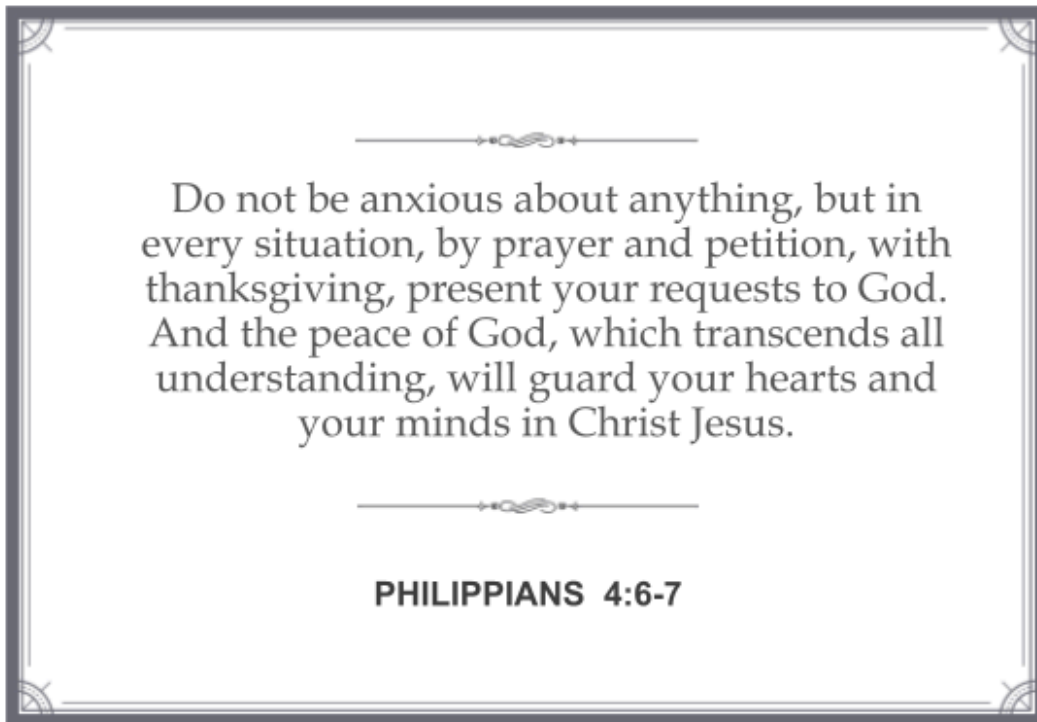 Do not be anxious about anything, but in
every situation, by prayer and petition, with
thanksgiving, present your requests to God.
And the peace of God, which transcends all
understanding, will guard your hearts and
your minds in Christ Jesus.
PHILIPPIANS 4:6-7